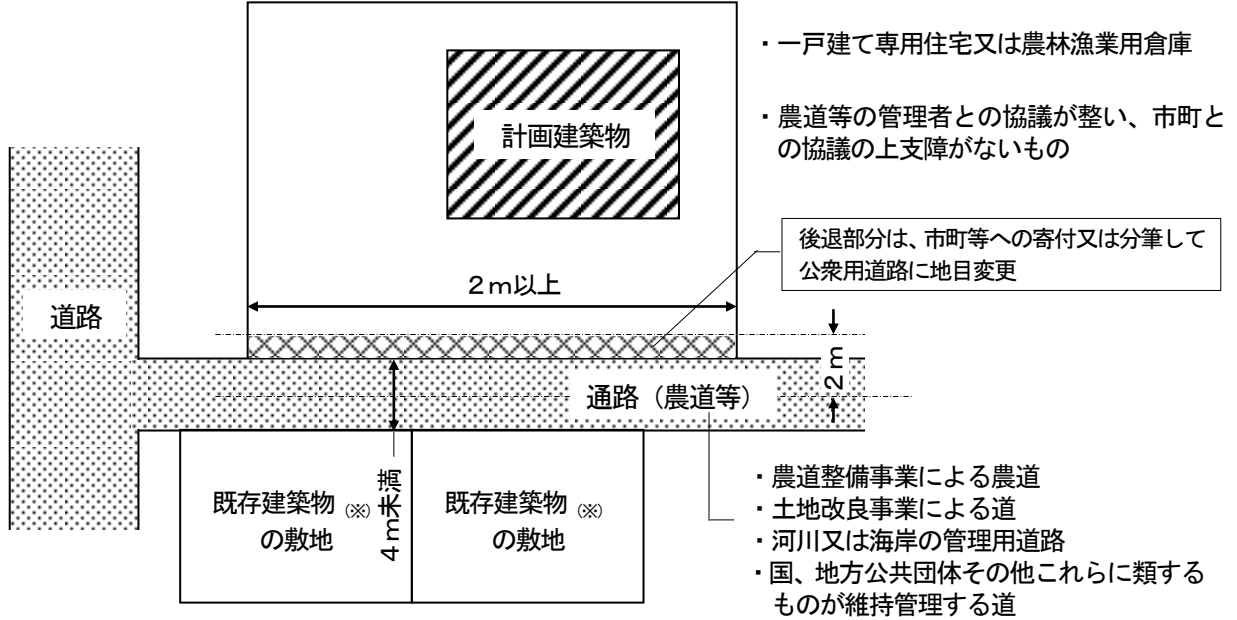 ・一戸建て専用住宅又は農林漁業用倉庫
・農道等の管理者との協議が整い、市町と
の協議の上支障がないもの
計画建築物
後退部分は、市町等への寄付又は分筆して
公衆用道路に地目変更
2m以上
道路
2m
通路（農道等）
4m未満
既存建築物（※）
の敷地
既存建築物（※）
の敷地
・農道整備事業による農道
・土地改良事業による道
・河川又は海岸の管理用道路
・国、地方公共団体その他これらに類する
ものが維持管理する道